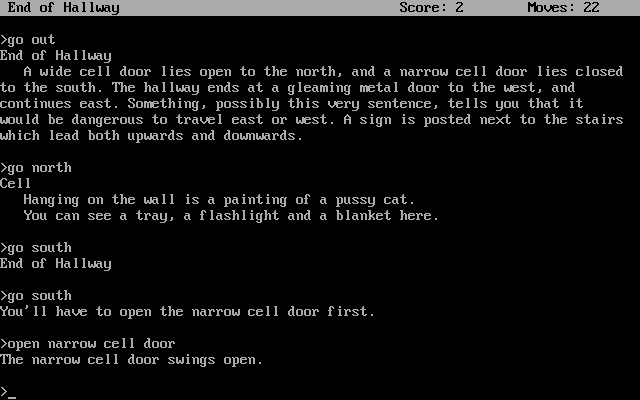 End of Hallway Score: 2 Moves: 22
>go out
End of Hallway
A wide cell door lies open to the north, and a narrow cell door lies closed
to the south. The hallway ends at a gleaming metal door to the west, and
continues east. Something, possibly this very sentence, tells you that it
would be dangerous to travel east or west. A sign is posted next to the stairs
which lead both upwards and downwards.
>go north
Cell
Hanging on the wall is a painting of a pussy cat.
You can see a tray, a flashlight and a blanket here.
>go south
End of Hallway
>go south
You'll have to open the narrow cell door first.
>open narrow cell door
The narrow cell door swings open.
>_